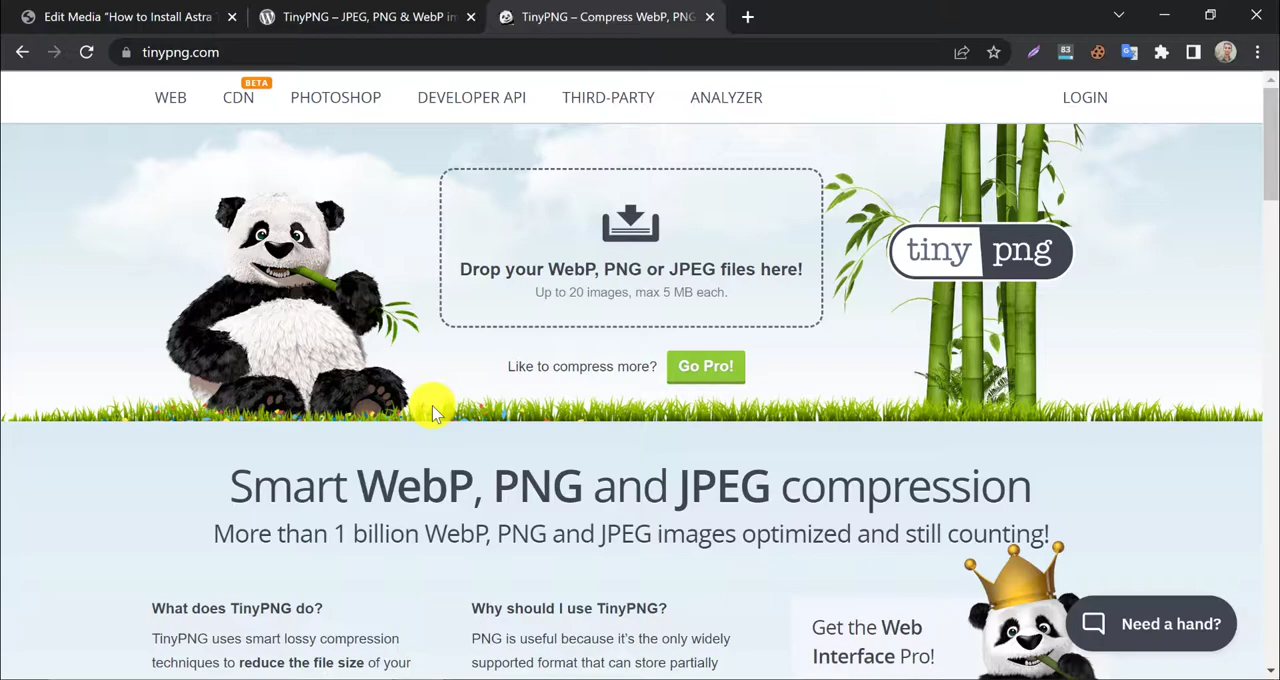 Edit Media “How to Install Astra
TinyPNG – JPEG, PNG & WebP im
TinyPNG – Compress WebP, PNG
tinypng.com
83
BETA
WEB CDN PHOTOSHOP DEVELOPER API THIRD-PARTY ANALYZER LOGIN
Drop your WebP, PNG or JPEG files here!
Up to 20 images, max 5 MB each.
tiny png
Like to compress more? Go Pro!
Smart WebP, PNG and JPEG compression
More than 1 billion WebP, PNG and JPEG images optimized and still counting!
What does TinyPNG do?
TinyPNG uses smart lossy compression
techniques to reduce the file size of your
Why should I use TinyPNG?
PNG is useful because it’s the only widely
supported format that can store partially
Get the Web
Interface Pro!
Need a hand?